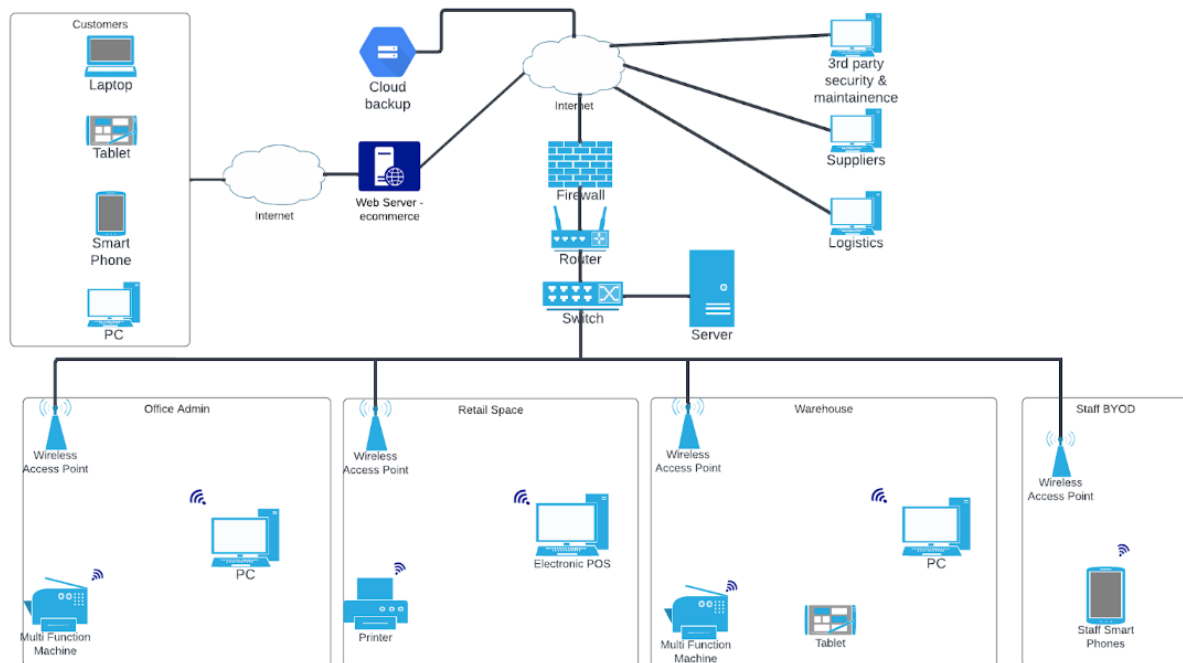 Customers
Laptop
Tablet
Smart
Phone
PC
Internet
Cloud
backup
Web Server -
ecommerce
Internet
3rd party
security &
maintainence
Suppliers
Logistics
Firewall
Router
Switch
Server
Office Admin
Wireless
Access Point
PC
Multi Function
Machine
Retail Space
Wireless
Access Point
Electronic POS
Printer
Warehouse
Wireless
Access Point
PC
Multi Function
Machine
Tablet
Staff BYOD
Wireless
Access Point
Staff Smart
Phones